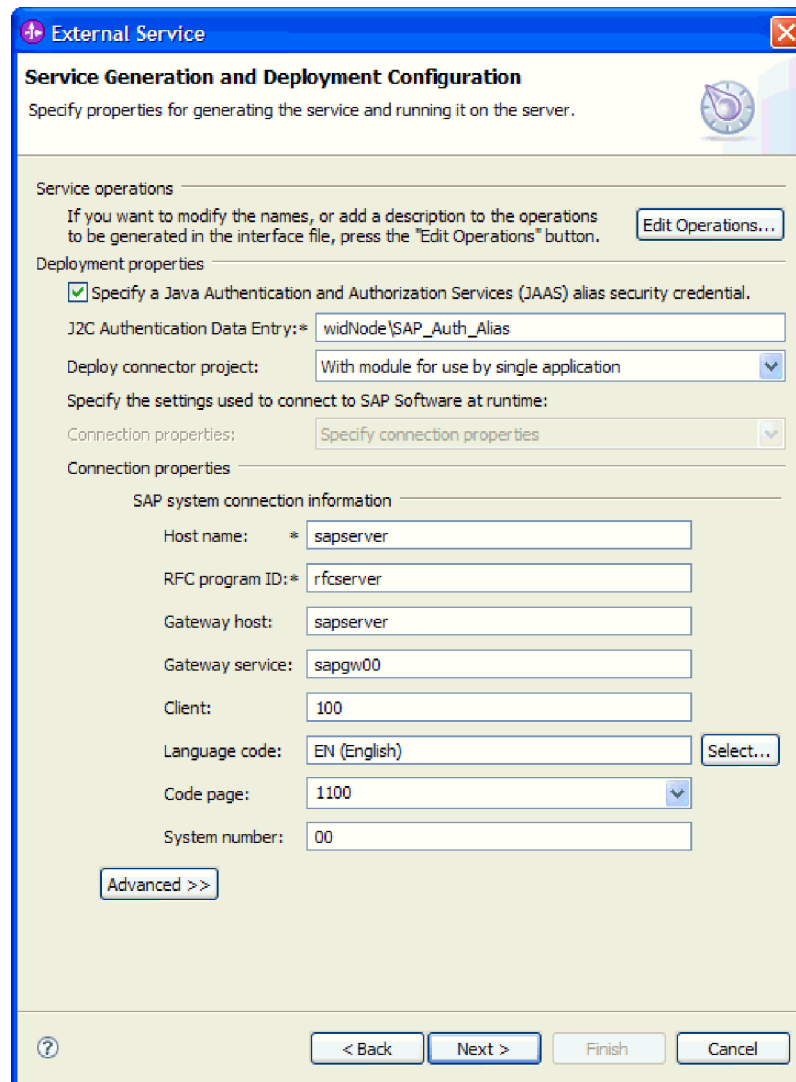 External Service
Service Generation and Deployment Configuration
Specify properties for generating the service and running it on the server.
Service operations
If you want to modify the names, or add a description to the operations
to be generated in the interface file, press the "Edit Operations" button.
Edit Operations...
Deployment properties
Specify a Java Authentication and Authorization Services (JAAS) alias security credential.
J2C Authentication Data Entry:* widNode\SAP_Auth_Alias
Deploy connector project: With module for use by single application
Specify the settings used to connect to SAP Software at runtime:
Connection properties: Specify connection properties
Connection properties
SAP system connection information
Host name: * sapserver
RFC program ID:* rfcserver
Gateway host: sapserver
Gateway service: sapgw00
Client: 100
Language code: EN (English) Select...
Code page: 1100
System number: 00
Advanced >>
? < Back Next > Finish Cancel